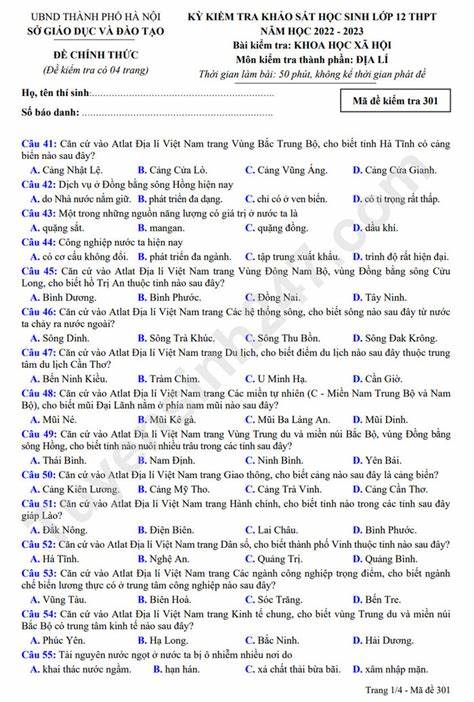 UBND THÀNH PHỐ HÀ NỘI
SỞ GIÁO DỤC VÀ ĐÀO TẠO
ĐỀ CHÍNH THỨC
(Đề kiểm tra có 04 trang)
KỲ KIỂM TRA KHẢO SÁT HỌC SINH LỚP 12 THPT
NĂM HỌC 2022 - 2023
Bài kiểm tra: KHOA HỌC XÃ HỘI
Môn kiểm tra thành phần: ĐỊA LÍ
Thời gian làm bài: 50 phút, không kể thời gian phát đề
Họ, tên thí sinh:
Số báo danh:
Mã đề kiểm tra 301
Câu 41: Căn cứ vào Atlat Địa lí Việt Nam trang Vùng Bắc Trung Bộ, cho biết tỉnh Hà Tĩnh có cảng
biển nào sau đây?
A. Cảng Nhật Lệ. B. Cảng Cửa Lò. C. Cảng Vũng Áng. D. Cảng Cửa Gianh.
Câu 42: Dịch vụ ở Đồng bằng sông Hồng hiện nay
A. do Nhà nước nắm giữ. B. phát triển đa dạng. C. chỉ có ở ven biển. D. có tỉ trọng rất thấp.
Câu 43: Một trong những nguồn năng lượng có giá trị ở nước ta là
A. quặng sắt. B. mangan. C. quặng đồng. D. dầu khí.
Câu 44: Công nghiệp nước ta hiện nay
A. có cơ cấu không đổi. B. phát triển đa ngành. C. tập trung xuất khẩu. D. trình độ rất hiện đại.
Câu 45: Căn cứ vào Atlat Địa lí Việt Nam trang Vùng Đông Nam Bộ, vùng Đồng bằng sông Cửu
Long, cho biết hồ Trị An thuộc tỉnh nào sau đây?
A. Bình Dương. B. Bình Phước. C. Đồng Nai. D. Tây Ninh.
Câu 46: Căn cứ vào Atlat Địa lí Việt Nam trang Các hệ thống sông, cho biết sông nào sau đây từ nước
ta chảy ra nước ngoài?
A. Sông Dinh. B. Sông Trà Khúc. C. Sông Thu Bồn. D. Sông Đak Krông.
Câu 47: Căn cứ vào Atlat Địa lí Việt Nam trang Du lịch, cho biết điểm du lịch nào sau đây thuộc trung
tâm du lịch Cần Thơ?
A. Bến Ninh Kiều. B. Tràm Chim. C. U Minh Hạ. D. Cần Giờ.
Câu 48: Căn cứ vào Atlat Địa lí Việt Nam trang Các miền tự nhiên (C - Miền Nam Trung Bộ và Nam
Bộ), cho biết mũi Đại Lãnh nằm ở phía nam mũi nào sau đây?
A. Mũi Né. B. Mũi Kê gà. C. Mũi Ba Làng An. D. Mũi Dinh.
Câu 49: Căn cứ vào Atlat Địa lí Việt Nam trang Vùng Trung du và miền núi Bắc Bộ, vùng Đồng bằng
sông Hồng, cho biết tỉnh nào nuôi nhiều trâu trong các tỉnh sau đây?
A. Thái Bình. B. Nam Định. C. Ninh Bình. D. Yên Bái.
Câu 50: Căn cứ vào Atlat Địa lí Việt Nam trang Giao thông, cho biết cảng nào sau đây là cảng biển?
A. Cảng Kiên Lương. B. Cảng Mỹ Tho. C. Cảng Trà Vinh. D. Cảng Cần Thơ.
Câu 51: Căn cứ vào Atlat Địa lí Việt Nam trang Hành chính, cho biết tỉnh nào trong các tỉnh sau đây
giáp Lào?
A. Đăk Nông. B. Điện Biên. C. Lai Châu. D. Bình Phước.
Câu 52: Căn cứ vào Atlat Địa lí Việt Nam trang Dân số, cho biết thành phố Vinh thuộc tỉnh nào sau đây?
A. Hà Tĩnh. B. Nghệ An. C. Quảng Trị. D. Quảng Bình.
Câu 53: Căn cứ vào Atlat Địa lí Việt Nam trang Các ngành công nghiệp trọng điểm, cho biết ngành
chế biến lương thực có ở trung tâm công nghiệp nào sau đây?
A. Vũng Tàu. B. Biên Hoà. C. Sóc Trăng. D. Bến Tre.
Câu 54: Căn cứ vào Atlat Địa lí Việt Nam trang Kinh tế chung, cho biết vùng Trung du và miền núi
Bắc Bộ có trung tâm kinh tế nào sau đây?
A. Phúc Yên. B. Hạ Long. C. Bắc Ninh. D. Hải Dương.
Câu 55: Tài nguyên nước ngọt ở nước ta bị ô nhiễm nhiều nơi do
A. khai thác nước ngầm. B. hạn hán. C. xả chất thải bừa bãi. D. xâm nhập mặn.
Trang 1/4 - Mã đề 301
Tuyensinh247.com